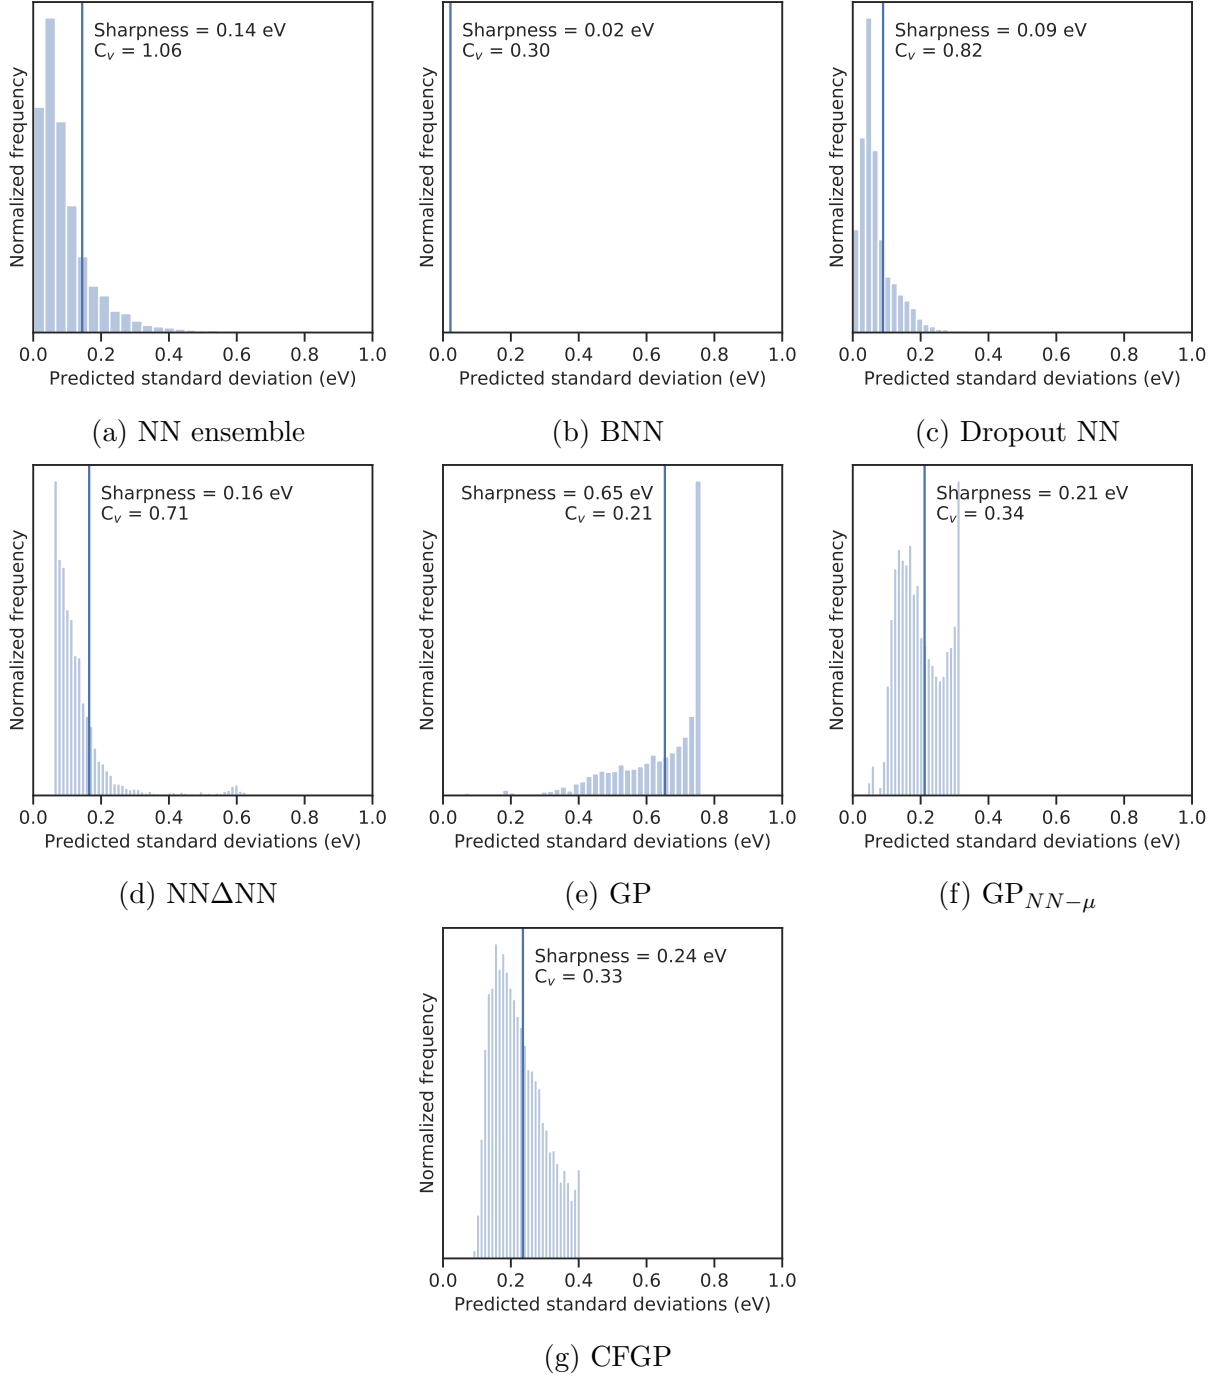 Sharpness = 0.14 eV
Cv = 1.06
Normalized frequency
0.0 0.2 0.4 0.6 0.8 1.0
Predicted standard deviation (eV)
(a) NN ensemble
Sharpness = 0.02 eV
Cv = 0.30
Normalized frequency
0.0 0.2 0.4 0.6 0.8 1.0
Predicted standard deviation (eV)
(b) BNN
Sharpness = 0.09 eV
Cv = 0.82
Normalized frequency
0.0 0.2 0.4 0.6 0.8 1.0
Predicted standard deviations (eV)
(c) Dropout NN
Sharpness = 0.16 eV
Cv = 0.71
Normalized frequency
0.0 0.2 0.4 0.6 0.8 1.0
Predicted standard deviations (eV)
(d) NNΔNN
Sharpness = 0.65 eV
Cv = 0.21
Normalized frequency
0.0 0.2 0.4 0.6 0.8 1.0
Predicted standard deviations (eV)
(e) GP
Sharpness = 0.21 eV
Cv = 0.34
Normalized frequency
0.0 0.2 0.4 0.6 0.8 1.0
Predicted standard deviations (eV)
(f) GP NN−μ
Sharpness = 0.24 eV
Cv = 0.33
Normalized frequency
0.0 0.2 0.4 0.6 0.8 1.0
Predicted standard deviations (eV)
(g) CFGP